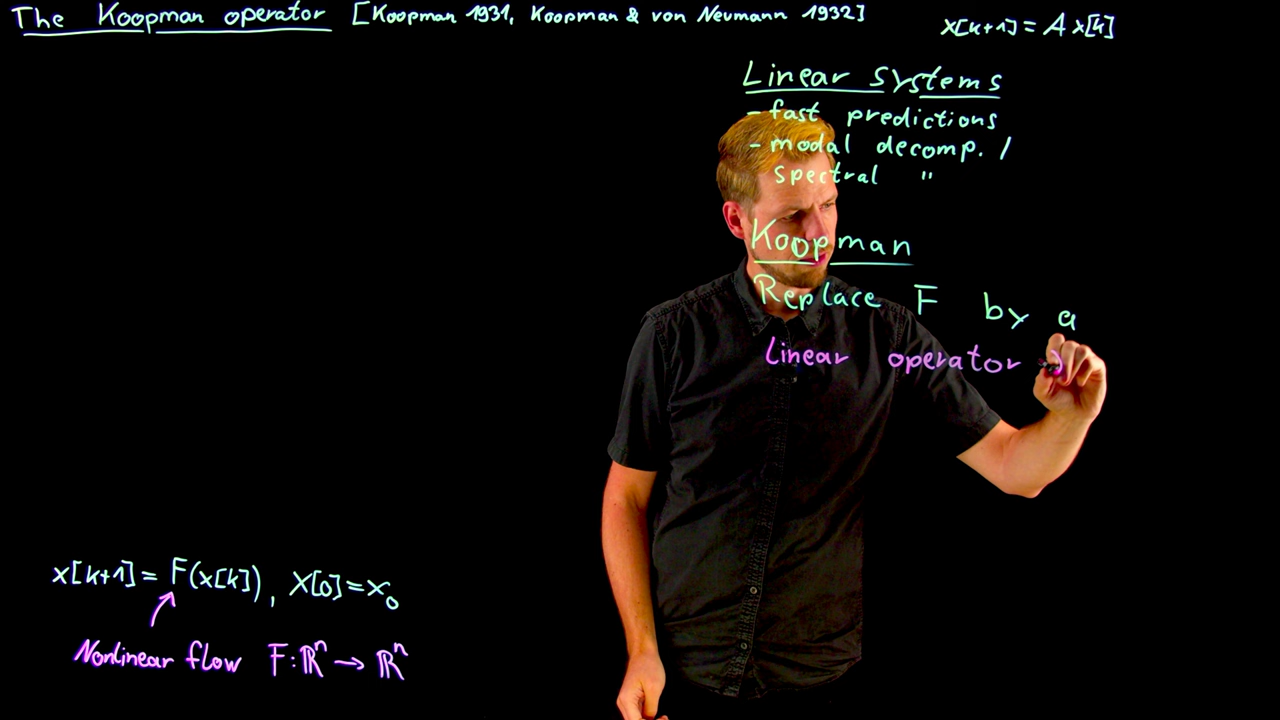 The Koopman operator [Koopman 1931, Koopman & von Neumann 1932]
x[k+1] = A x[k]
Linear systems
- fast predictions
- modal decomp. /
spectral "
Koopman
Replace F by a
linear operator
x[k+1] = F(x[k]), x[0] = x₀
Nonlinear flow F: ℝⁿ → ℝⁿ